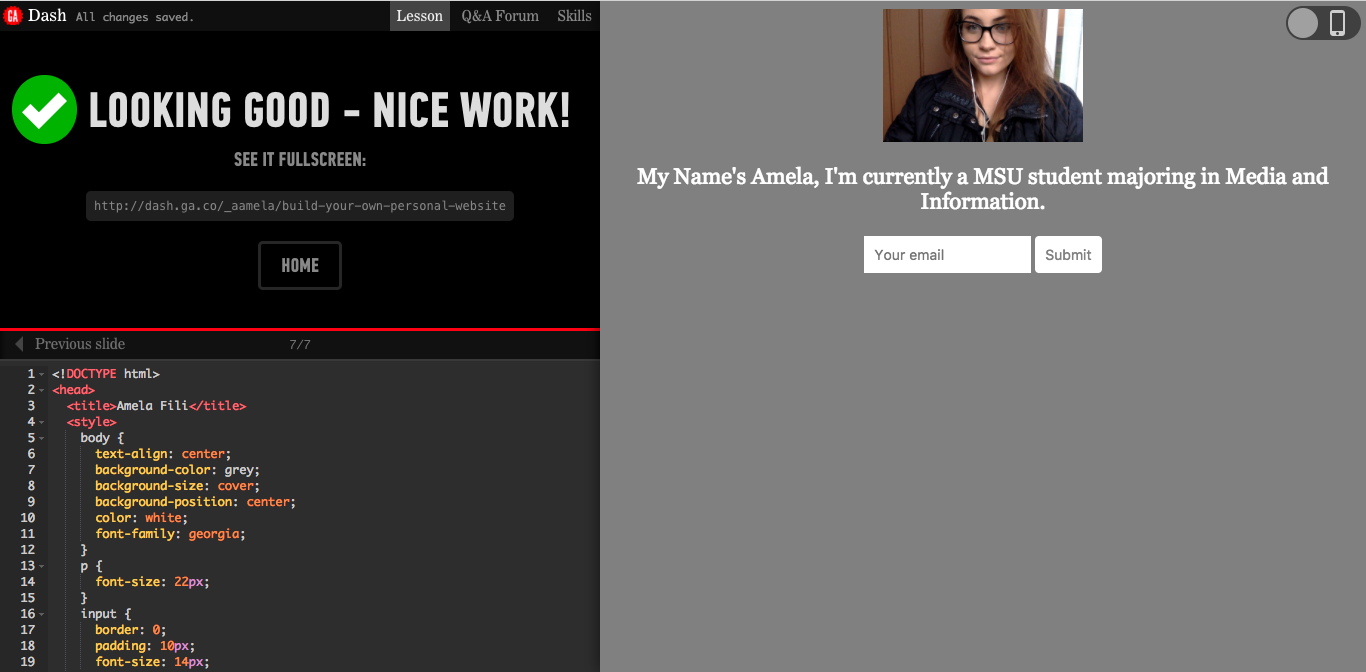 GA Dash All changes saved. Lesson Q&A Forum Skills
LOOKING GOOD - NICE WORK!
SEE IT FULLSCREEN:
http://dash.ga.co/_aamela/build-your-own-personal-website
HOME
Previous slide 7/7
1 <!DOCTYPE html>
2 <head>
3 <title>Amela Fili</title>
4 <style>
5 body {
6 text-align: center;
7 background-color: grey;
8 background-size: cover;
9 background-position: center;
10 color: white;
11 font-family: georgia;
12 }
13 p {
14 font-size: 22px;
15 }
16 input {
17 border: 0;
18 padding: 10px;
19 font-size: 14px;
My Name's Amela, I'm currently a MSU student majoring in Media and
Information.
Your email Submit